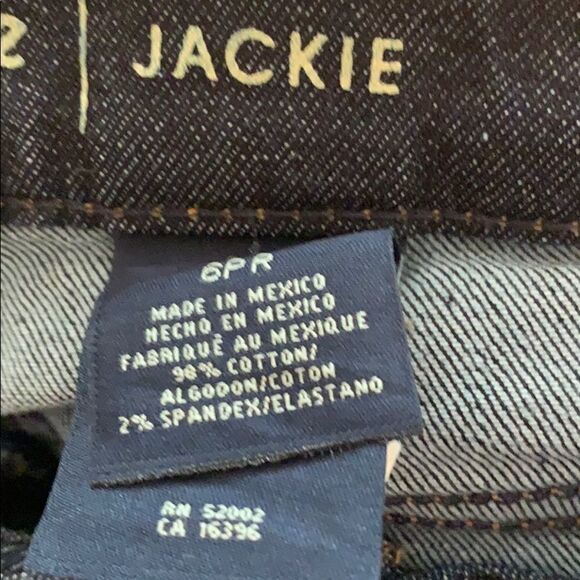 2 | JACKIE
6PR
MADE IN MEXICO
HECHO EN MEXICO
FABRIQUÉ AU MEXIQUE
98% COTTON/
ALGODON/COTON
2% SPANDEX/ELASTANO
RN 52002
CA 16396